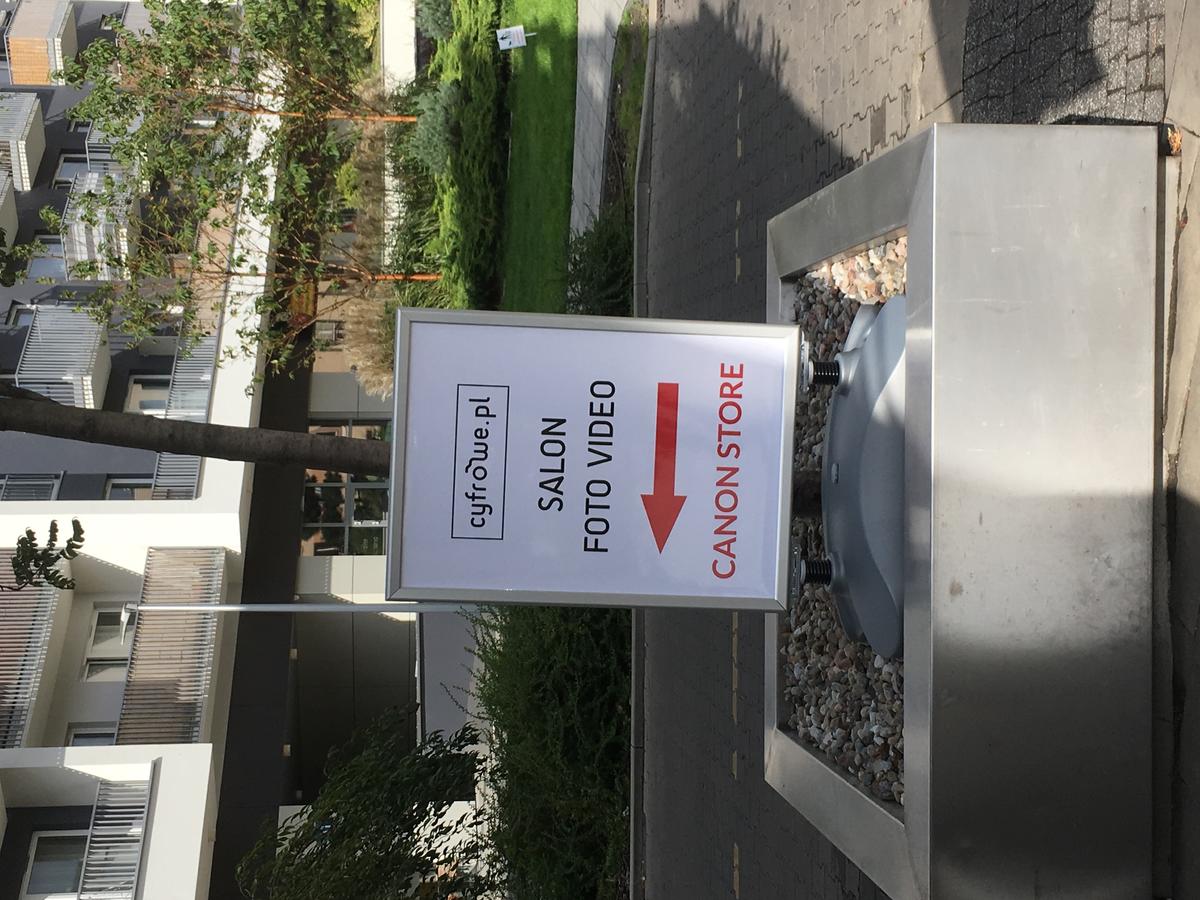 cyfrowe.pl
SALON
FOTO VIDEO
CANON STORE